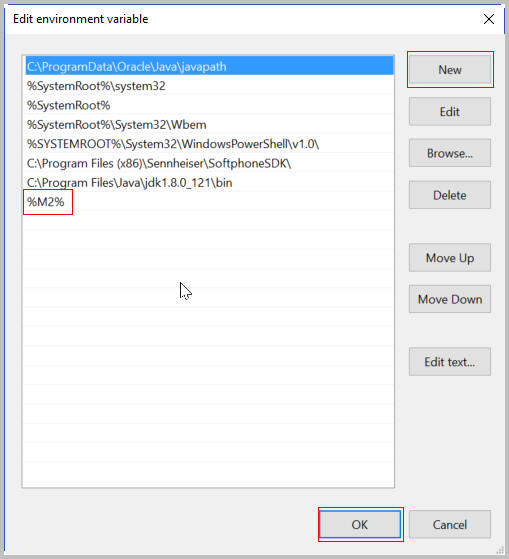 Edit environment variable
C:\ProgramData\Oracle\Java\javapath
%SystemRoot%\system32
%SystemRoot%
%SystemRoot%\System32\Wbem
%SYSTEMROOT%\System32\WindowsPowerShell\v1.0\
C:\Program Files (x86)\Sennheiser\SoftphoneSDK\
C:\Program Files\Java\jdk1.8.0_121\bin
%M2%
New
Edit
Browse...
Delete
Move Up
Move Down
Edit text...
OK
Cancel